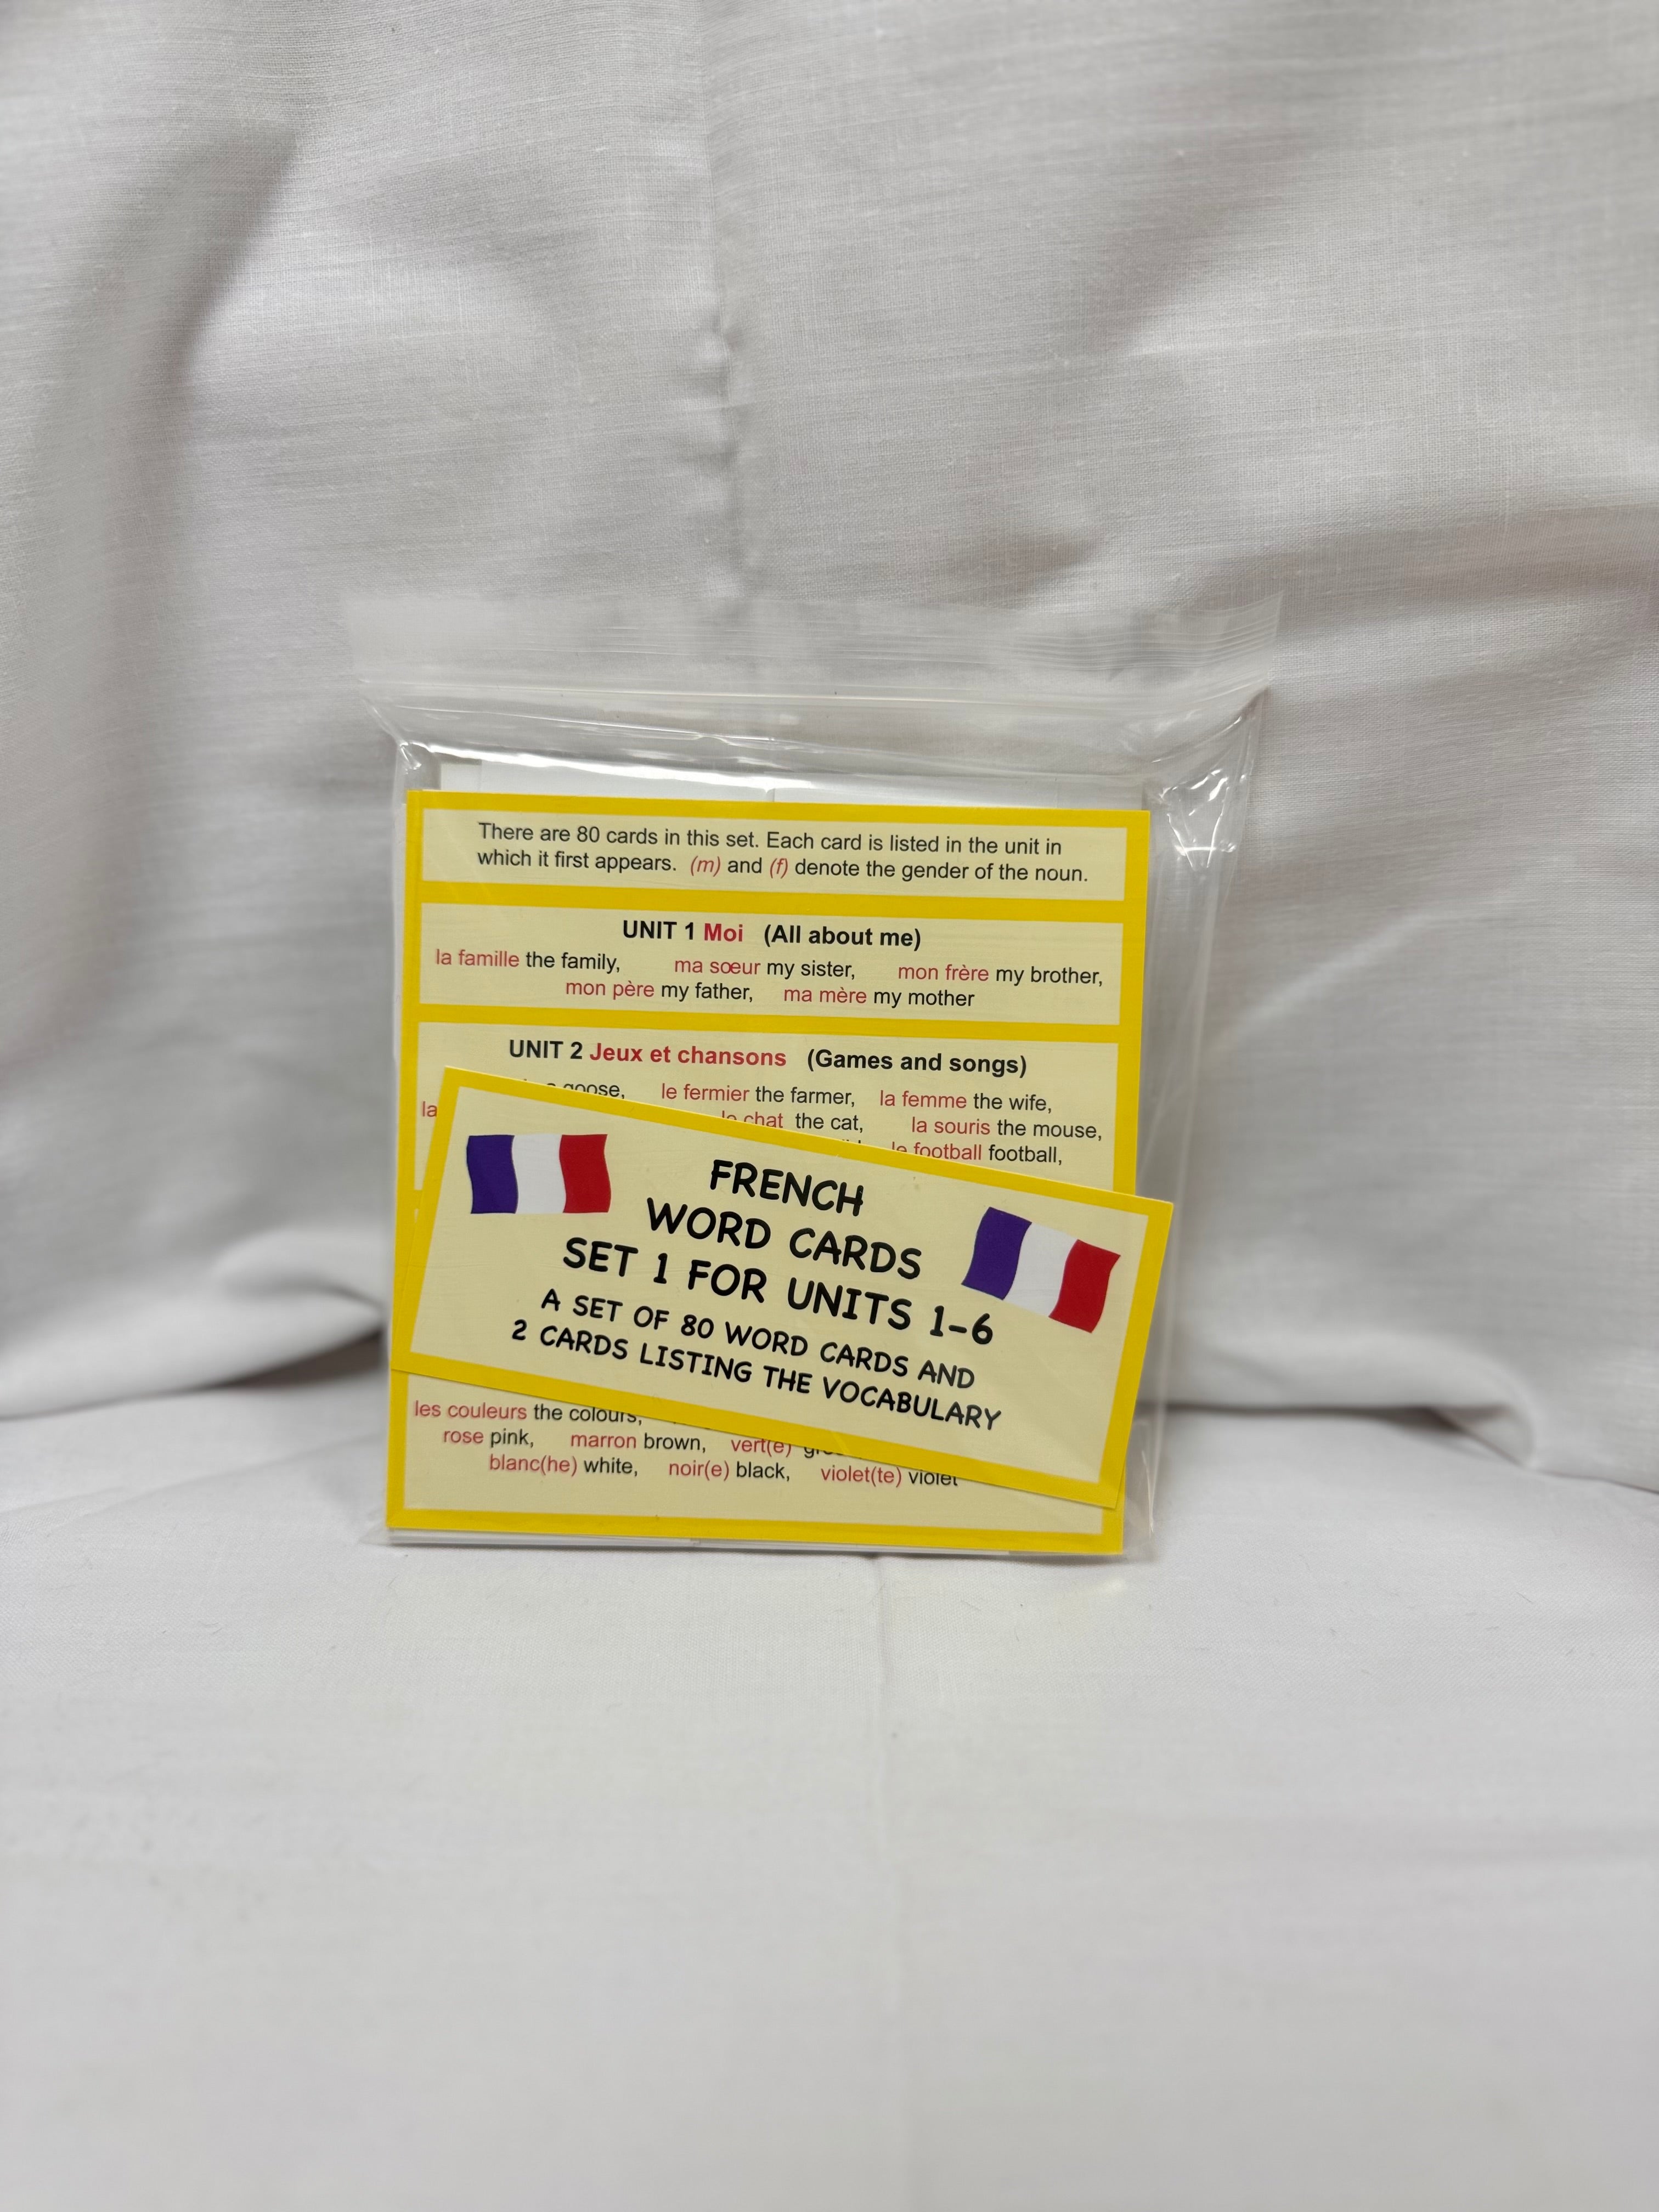 There are 80 cards in this set. Each card is listed in the unit in
which it first appears. (m) and (f) denote the gender of the noun.
UNIT 1 Moi (All about me)
la famille the family, ma sœur my sister, mon frère my brother,
mon père my father, ma mère my mother
UNIT 2 Jeux et chansons (Games and songs)
goose, le fermier the farmer, la femme the wife,
la chat the cat, la souris the mouse,
le football football,
FRENCH
WORD CARDS
SET 1 FOR UNITS 1-6
A SET OF 80 WORD CARDS AND
2 CARDS LISTING THE VOCABULARY
les couleurs the colours,
rose pink, marron brown, vert(e)
blanc(he) white, noir(e) black, violet(te) violet